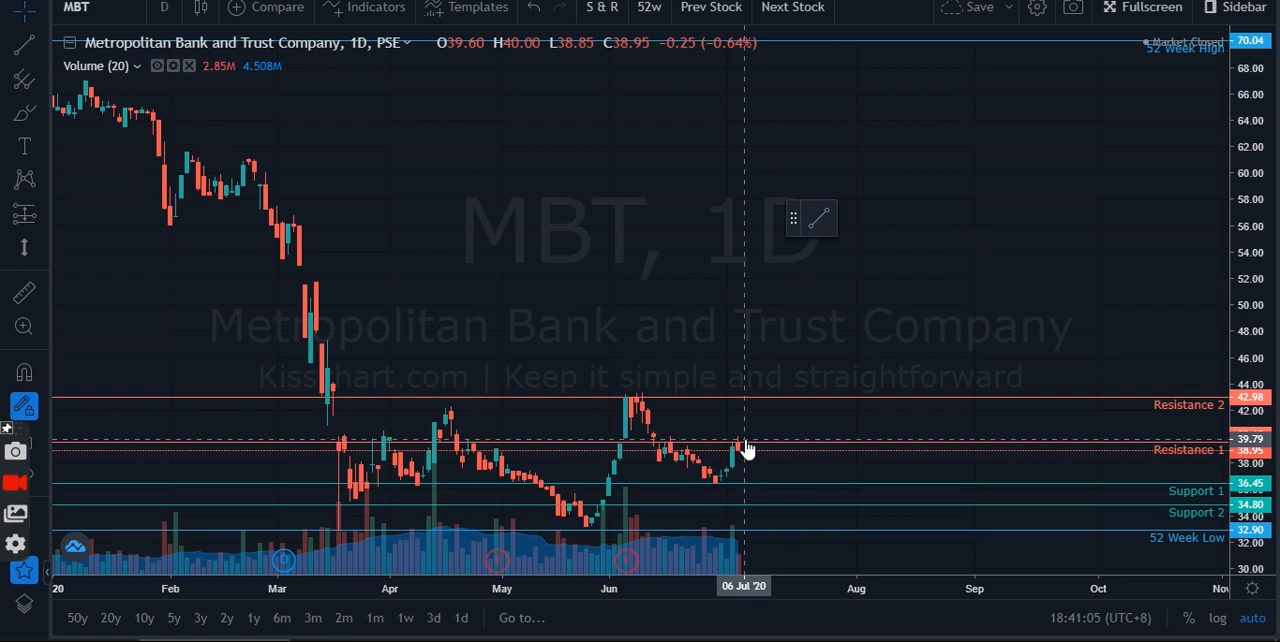 MBT D Compare Indicators Templates S & R 52w Prev Stock Next Stock Save Fullscreen Sidebar
Metropolitan Bank and Trust Company, 1D, PSE O39.60 H40.00 L38.85 C38.95 −0.25 (−0.64%)
Market Closed
70.04
52 Week High
Volume (20) 2.85M 4.508M
68.00
66.00
64.00
62.00
60.00
58.00
56.00
54.00
52.00
50.00
48.00
46.00
44.00
42.98
Resistance 2
42.00
39.79
Resistance 1
38.95
38.00
36.45
Support 1
34.80
Support 2
34.00
32.90
52 Week Low
32.00
30.00
MBT, 1D
Metropolitan Bank and Trust Company
KissChart.com | Keep it simple and straightforward
D
E
E
20 Feb Mar Apr May Jun 06 Jul '20 Aug Sep Oct Nov
50y 20y 10y 5y 3y 2y 1y 6m 3m 2m 1m 1w 3d 1d Go to... 18:41:05 (UTC+8) % log auto